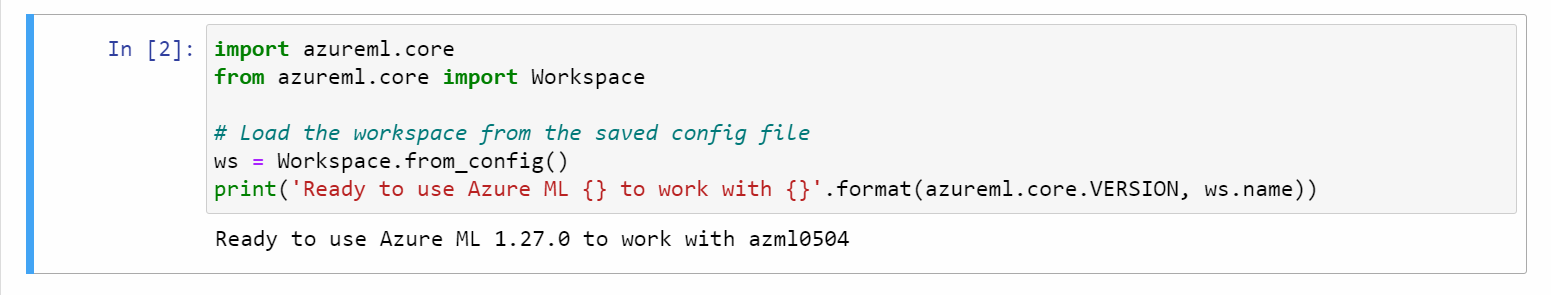 In [2]:
import azureml.core
from azureml.core import Workspace
# Load the workspace from the saved config file
ws = Workspace.from_config()
print('Ready to use Azure ML {} to work with {}'.format(azureml.core.VERSION, ws.name))
Ready to use Azure ML 1.27.0 to work with azml0504